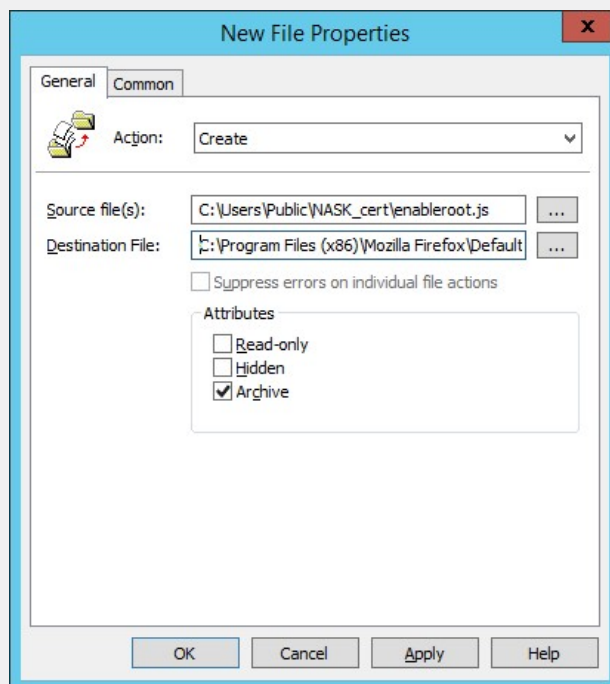 New File Properties
x
General Common
Action: Create
Source file(s): C:\Users\Public\NASK_cert\enableroot.js ...
Destination File: C:\Program Files (x86)\Mozilla Firefox\Default ...
Suppress errors on individual file actions
Attributes
Read-only
Hidden
Archive
OK Cancel Apply Help